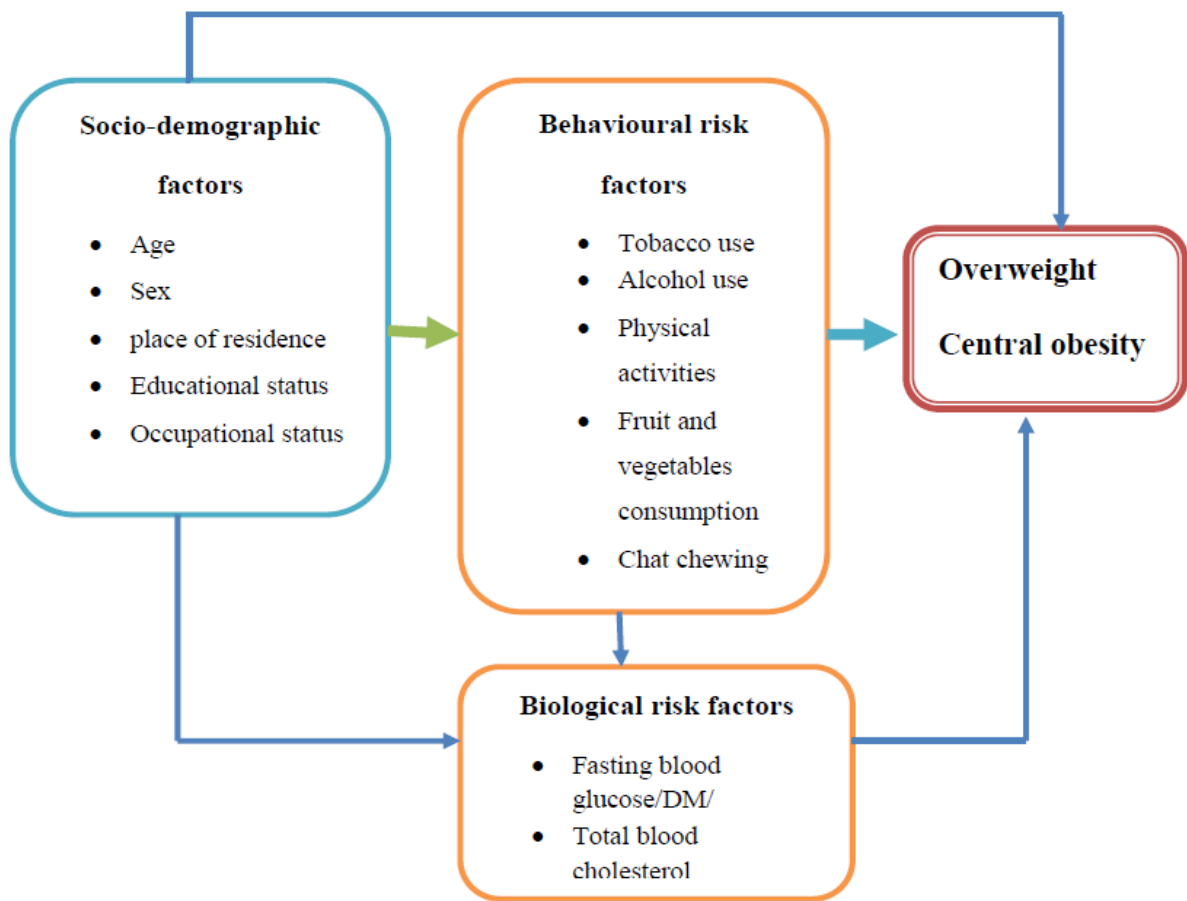 Socio-demographic
factors
• Age
• Sex
• place of residence
• Educational status
• Occupational status
Behavioural risk
factors
• Tobacco use
• Alcohol use
• Physical
activities
• Fruit and
vegetables
consumption
• Chat chewing
Overweight
Central obesity
Biological risk factors
• Fasting blood
glucose/DM/
• Total blood
cholesterol